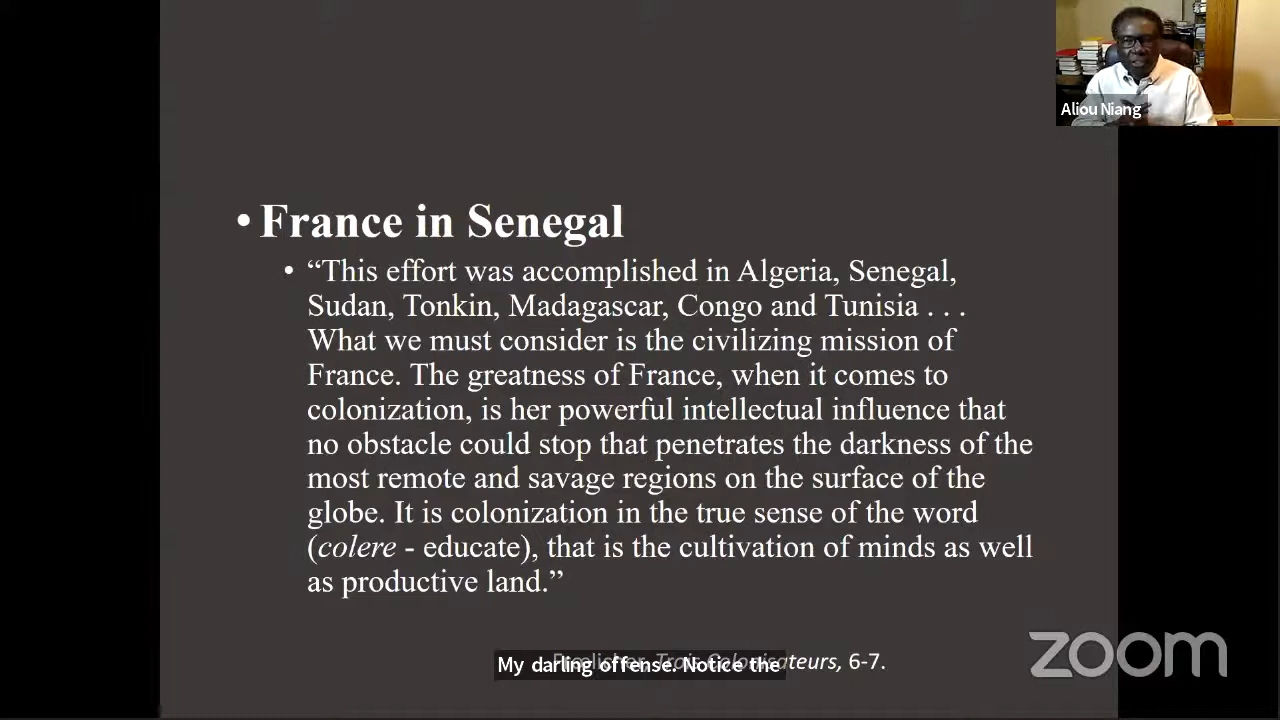 Aliou Niang
• France in Senegal
• “This effort was accomplished in Algeria, Senegal,
Sudan, Tonkin, Madagascar, Congo and Tunisia . . .
What we must consider is the civilizing mission of
France. The greatness of France, when it comes to
colonization, is her powerful intellectual influence that
no obstacle could stop that penetrates the darkness of the
most remote and savage regions on the surface of the
globe. It is colonization in the true sense of the word
(colere - educate), that is the cultivation of minds as well
as productive land.”
Trois Colonisateurs, 6-7.
My darling offense. Notice the
zoom